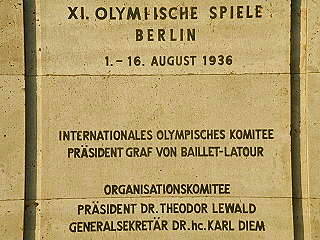 XI. OLYMPISCHE SPIELE
BERLIN
1. – 16. AUGUST 1936
INTERNATIONALES OLYMPISCHES KOMITEE
PRÄSIDENT GRAF VON BAILLET-LATOUR
ORGANISATIONSKOMITEE
PRÄSIDENT DR. THEODOR LEWALD
GENERALSEKRETÄR DR. hc. KARL DIEM